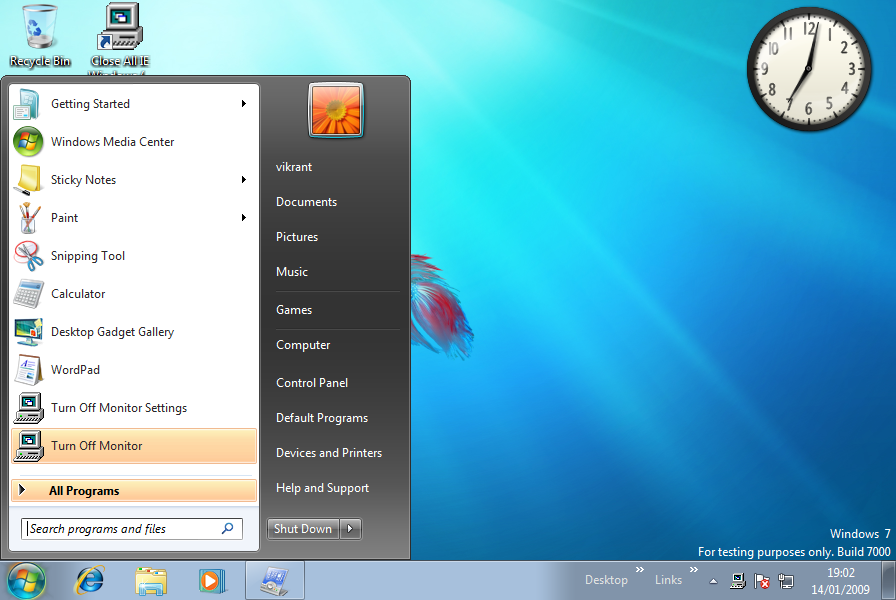 Recycle Bin
Close All IE
Getting Started
Windows Media Center
Sticky Notes
Paint
Snipping Tool
Calculator
Desktop Gadget Gallery
WordPad
Turn Off Monitor Settings
Turn Off Monitor
All Programs
Search programs and files
vikrant
Documents
Pictures
Music
Games
Computer
Control Panel
Default Programs
Devices and Printers
Help and Support
Shut Down
12
1
2
3
4
5
6
7
8
9
10
11
Windows 7
For testing purposes only. Build 7000
Desktop
Links
19:02
14/01/2009